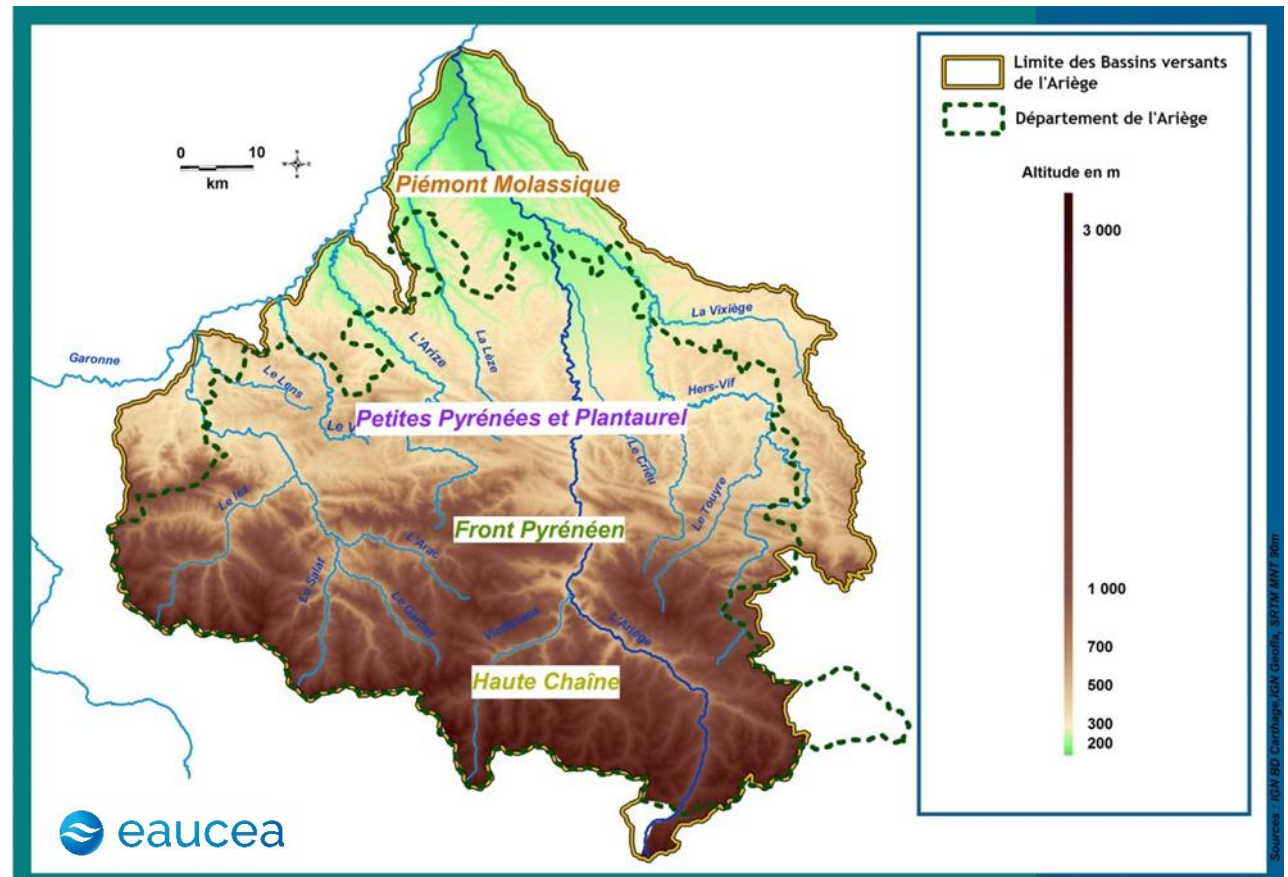 Limite des Bassins versants
de l'Ariège
Département de l'Ariège
Altitude en m
3 000
1 000
700
500
300
200
0 10
km
Piémont Molassique
La Vixiège
Garonne
L'Arize
La Lèze
Le Lens
Hers-Vif
Petites Pyrénées et Plantaurel
Le V
Le Crieu
Le lez
Le Touyre
Front Pyrénéen
L'Arac
Le Salat
Le Garbet
Vicdessos
L'Ariège
Haute Chaîne
eaucea
Sources : IGN BD Carthage, IGN Geofla, SRTM MNT 90m